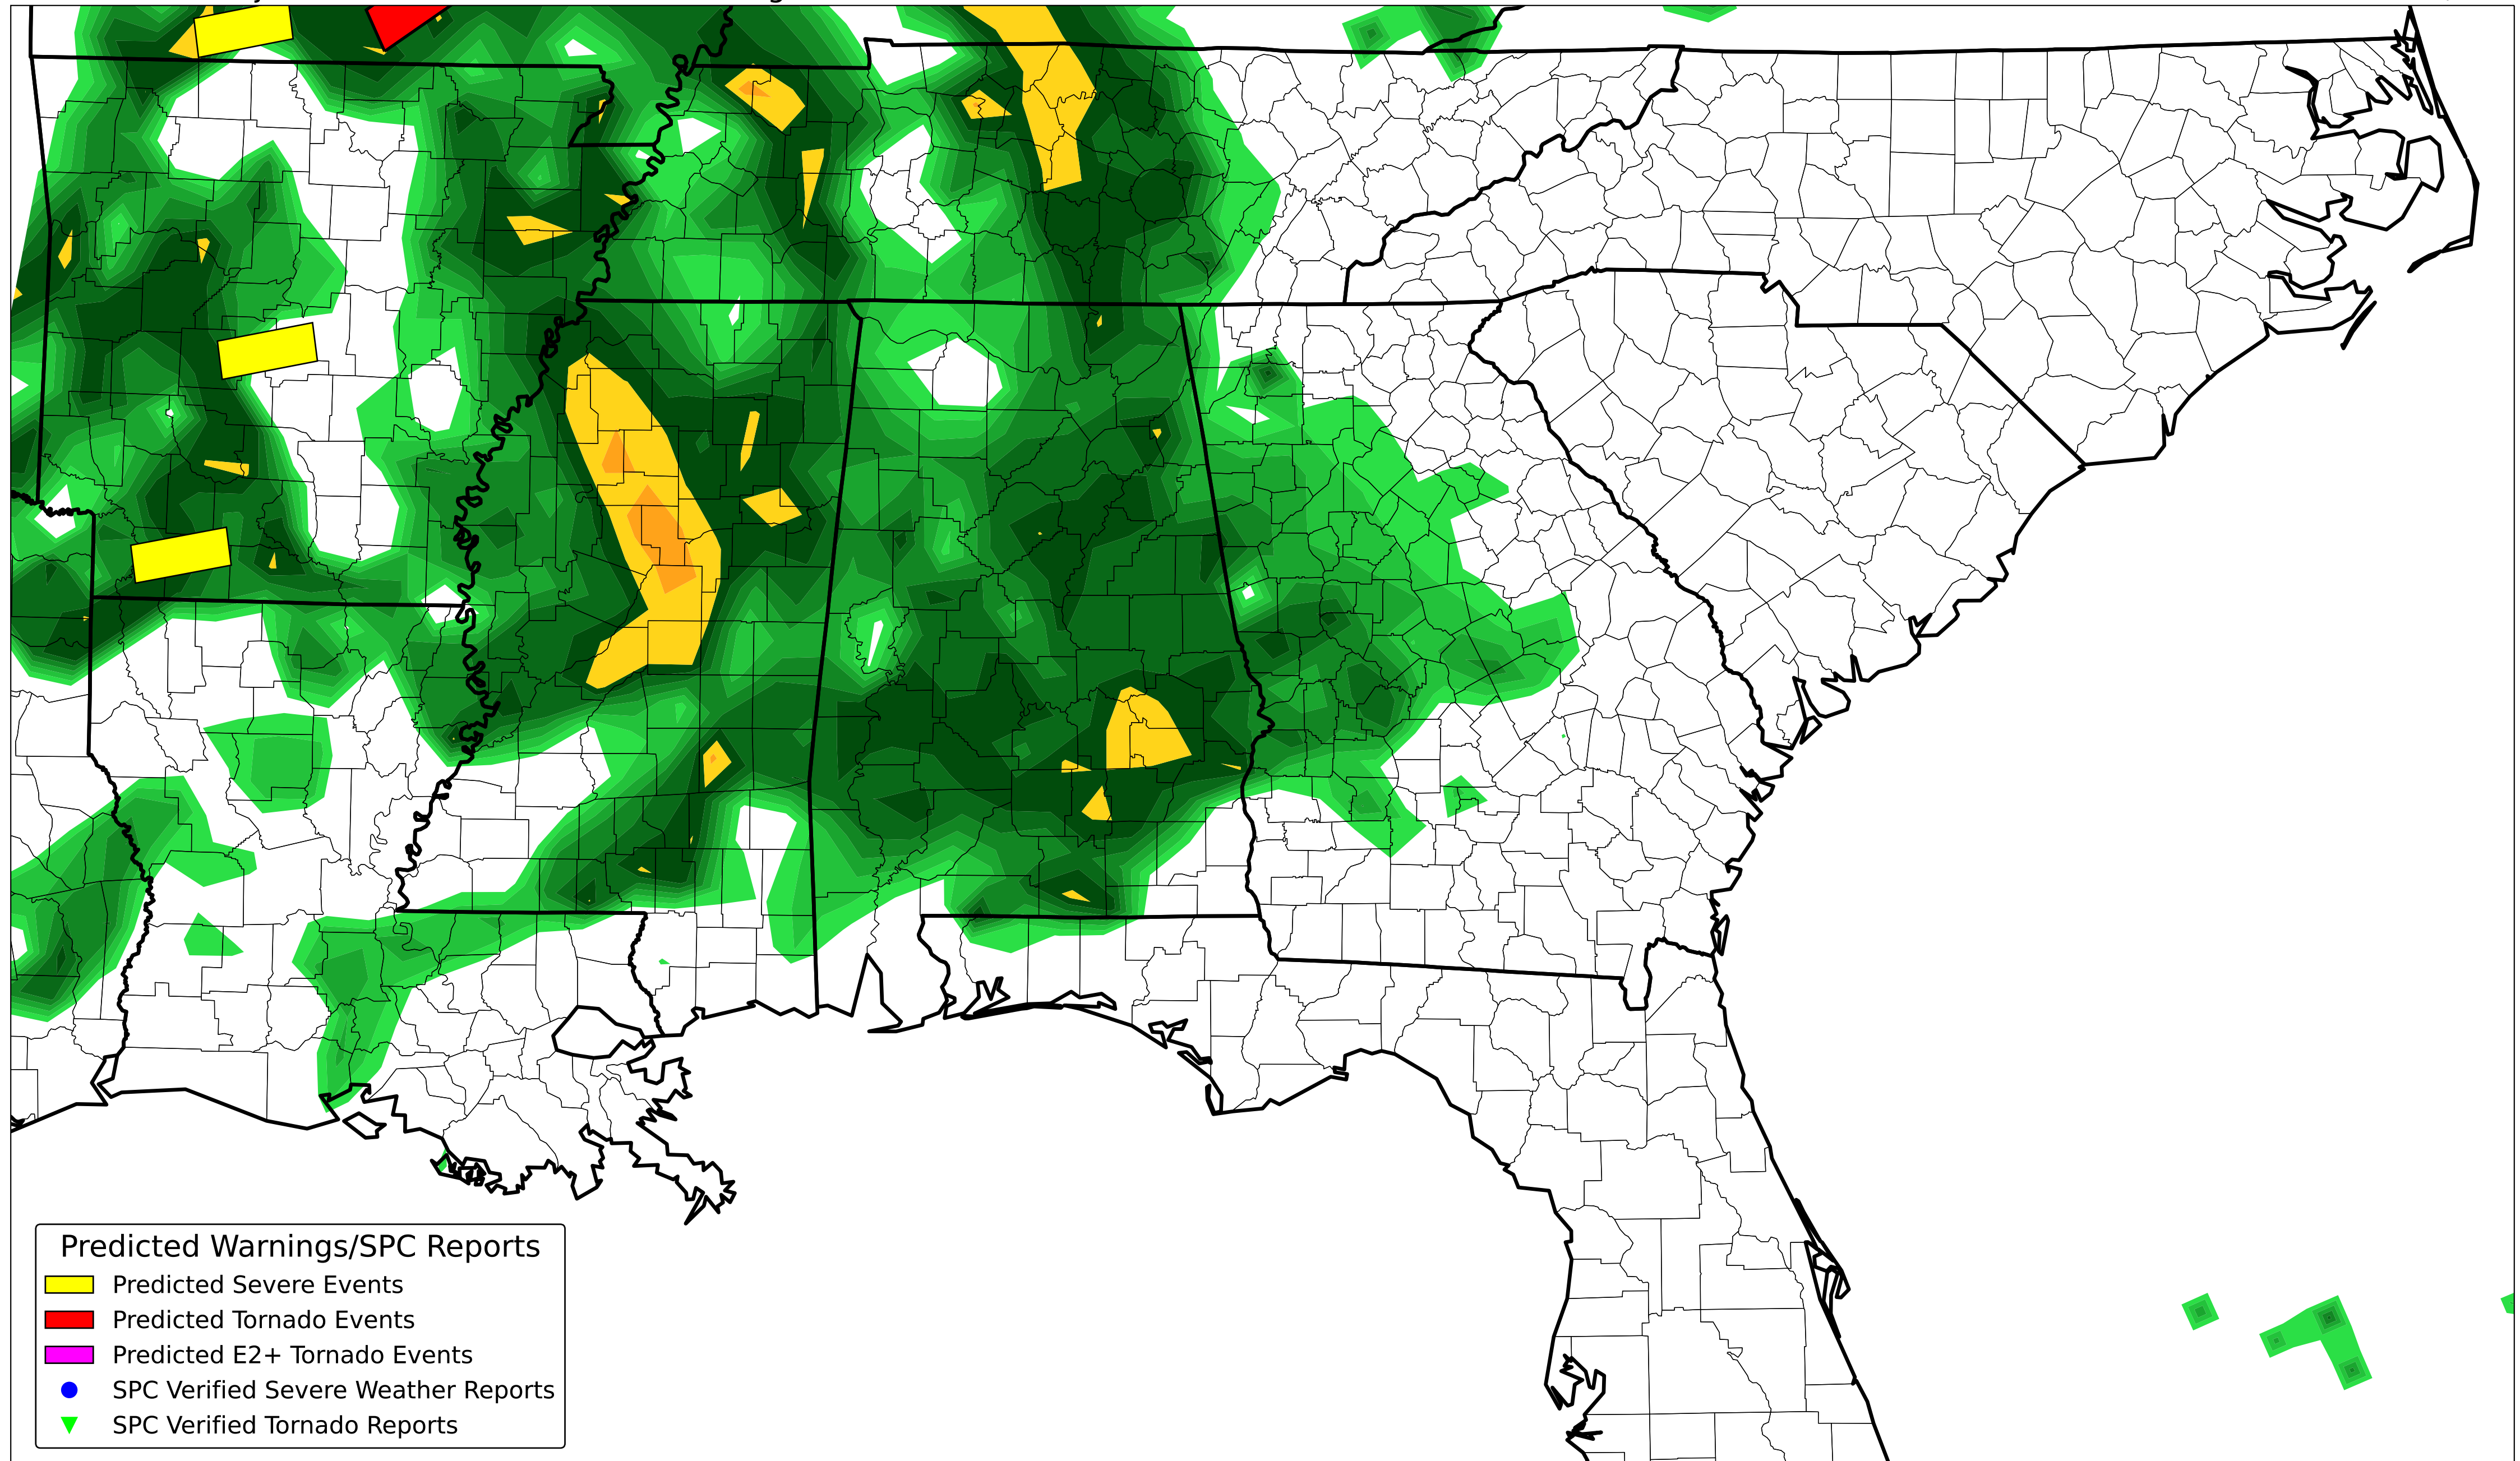 Predicted Warnings/SPC Reports
Predicted Severe Events
Predicted Tornado Events
Predicted E2+ Tornado Events
SPC Verified Severe Weather Reports
SPC Verified Tornado Reports